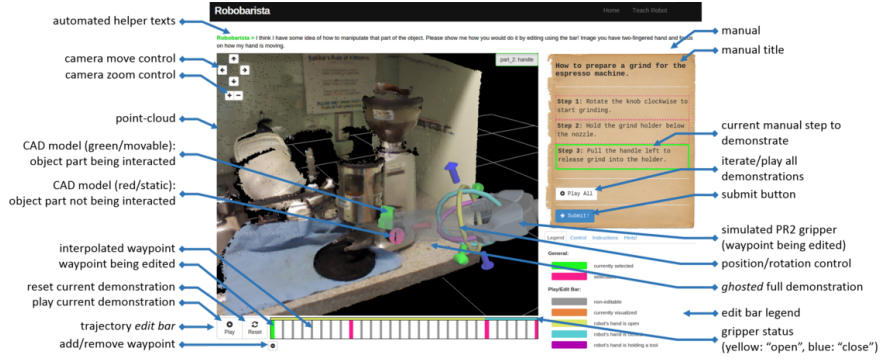 Robobarista
Home
Teach Robot
automated helper texts
Robobarista > I think I have some idea of how to manipulate that part of the object. Please show me how you would do it by editing using the bar! Image you have two-fingered hand and focus
on how my hand is moving.
camera move control
camera zoom control
point-cloud
CAD model (green/movable):
object part being interacted
CAD model (red/static):
object part not being interacted
interpolated waypoint
waypoint being edited
reset current demonstration
play current demonstration
trajectory edit bar
add/remove waypoint
part_2: handle
Play
Reset
How to prepare a grind for the
espresso machine.
Step 1: Rotate the knob clockwise to
start grinding.
Step 2: Hold the grind holder below
the nozzle.
Step 3: Pull the handle left to
release grind into the holder.
Play All
Submit!
Legend
Control
Instructions
Hints!
General:
currently selected
Play/Edit Bar:
non-editable
currently visualized
robot's hand is open
robot's hand is holding a tool
manual
manual title
current manual step to
demonstrate
iterate/play all
demonstrations
submit button
simulated PR2 gripper
(waypoint being edited)
position/rotation control
ghosted full demonstration
edit bar legend
gripper status
(yellow: “open”, blue: “close”)